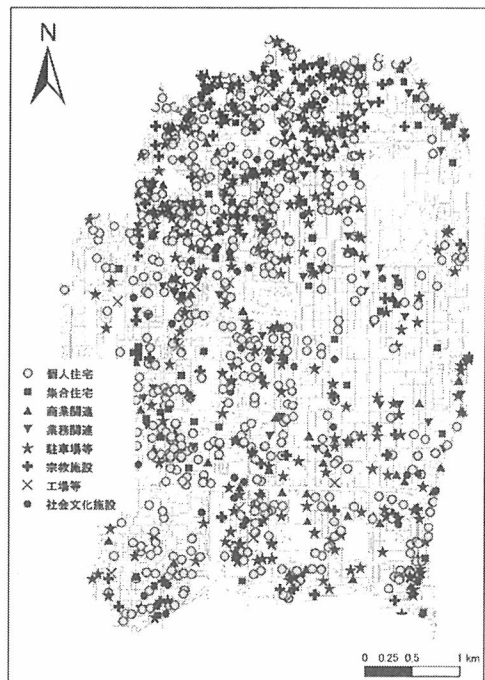 N
個人住宅
集合住宅
商業関連
業務関連
駐車場等
宗教施設
工場等
社会文化施設
0 0.25 0.5 1 km